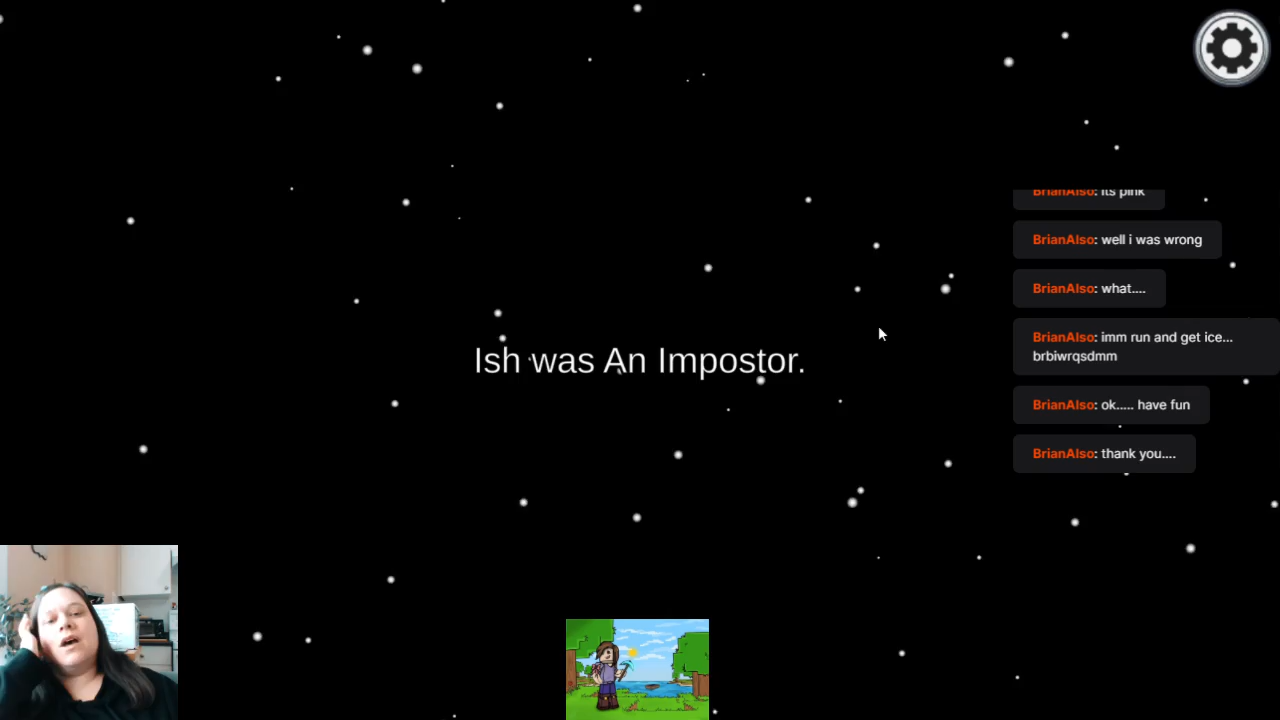 BrianAlso: its pink
BrianAlso: well i was wrong
BrianAlso: what....
BrianAlso: imm run and get ice...
brbiwrqsdmm
BrianAlso: ok..... have fun
BrianAlso: thank you....
Ish was An Impostor.